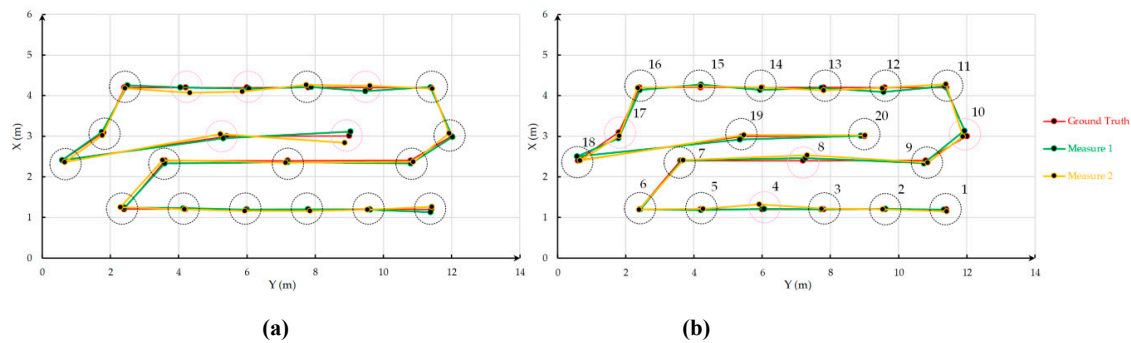 6
5
4
3
2
1
0
X (m)
0 2 4 6 8 10 12 14
Y (m)
(a)
6
5
4
3
2
1
0
X (m)
16 15 14 13 12 11
17 19 20 10
18 7 8 9
6 5 4 3 2 1
0 2 4 6 8 10 12 14
Y (m)
(b)
Ground Truth
Measure 1
Measure 2